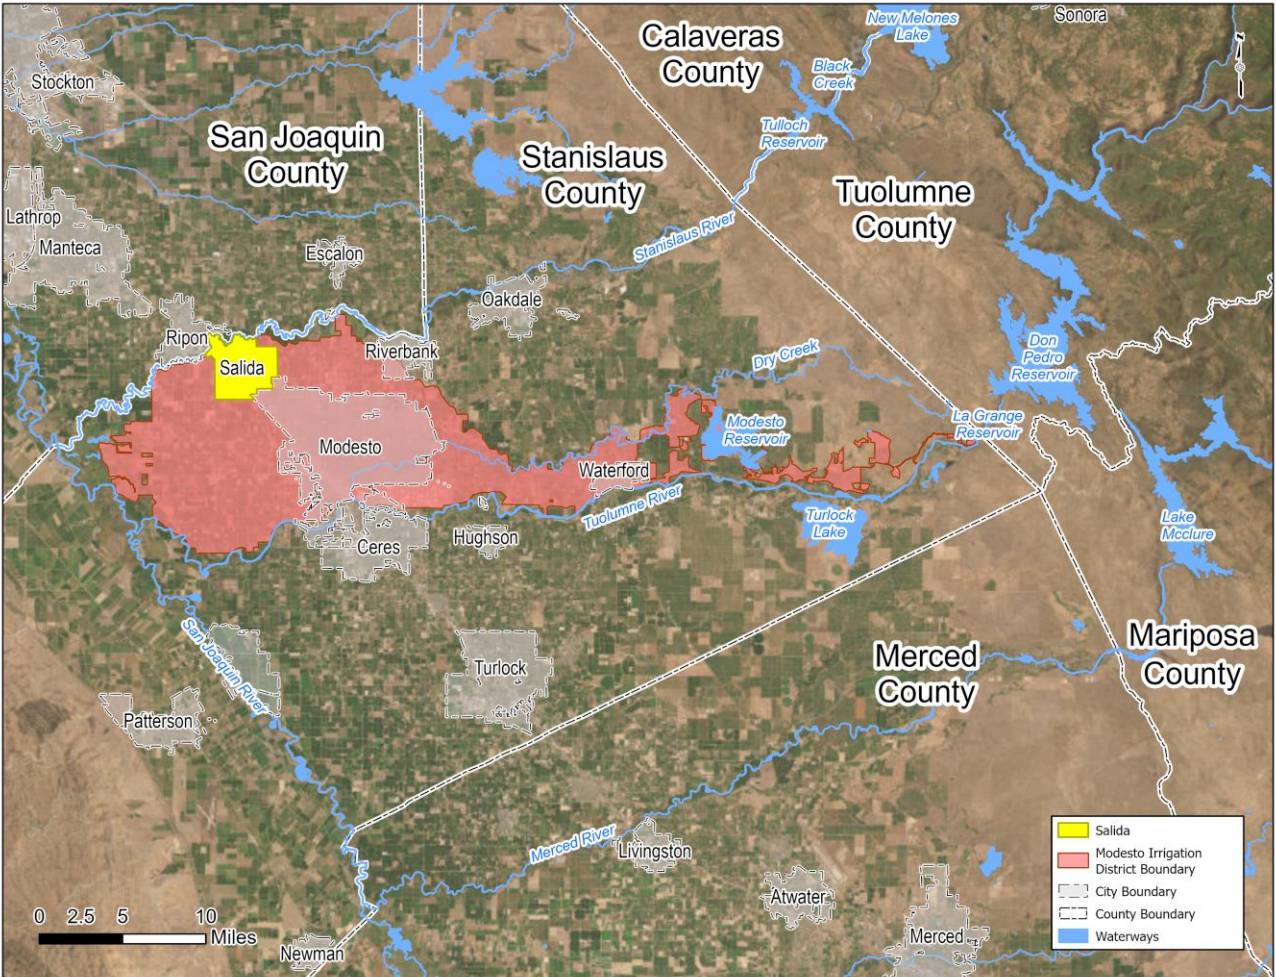 New Melones
Lake
Sonora
Calaveras
County
Black
Creek
Stockton
San Joaquin
County
Tulloch
Reservoir
Stanislaus
County
Tuolumne
County
Lathrop
Manteca
Escalon
Stanislaus River
Oakdale
Ripon
Salida
Riverbank
Dry Creek
Don
Pedro
Reservoir
Modesto
Modesto
Reservoir
La Grange
Reservoir
Waterford
Tuolumne River
Turlock
Lake
Lake
Mcclure
Ceres
Hughson
San Joaquin River
Turlock
Patterson
Merced
County
Mariposa
County
Merced River
Livingston
Atwater
Merced
Newman
0 2.5 5 10
Miles
Salida
Modesto Irrigation
District Boundary
City Boundary
County Boundary
Waterways